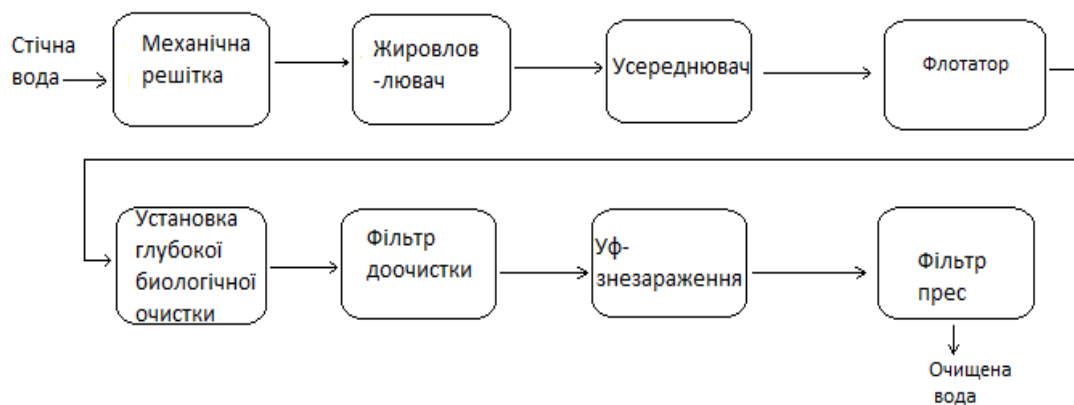 Стічна
вода
Механічна
решітка
Жировлов
-лювач
Усереднювач
Флотатор
Установка
глубокої
биологічної
очистки
Фільтр
доочистки
Уф-
знезараження
Фільтр
прес
Очищена
вода